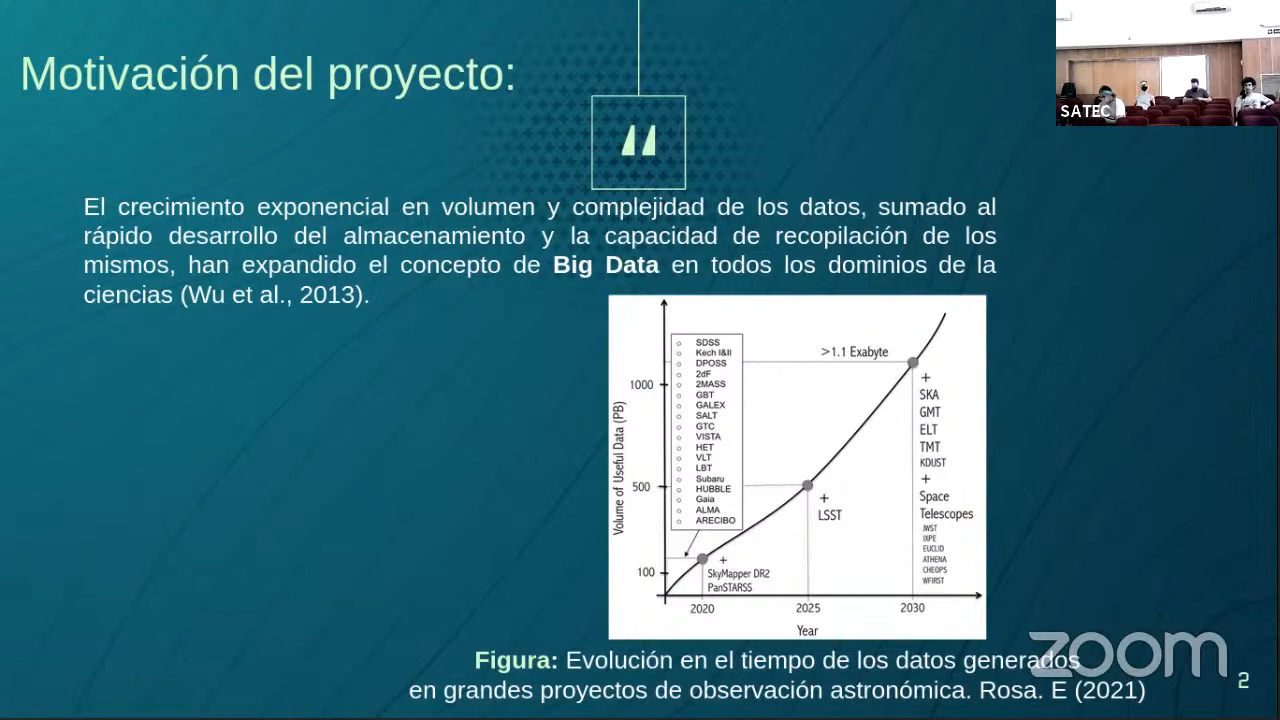 Motivación del proyecto:
SATEC
“
El crecimiento exponencial en volumen y complejidad de los datos, sumado al
rápido desarrollo del almacenamiento y la capacidad de recopilación de los
mismos, han expandido el concepto de Big Data en todos los dominios de la
ciencias (Wu et al., 2013).
Volume of Useful Data (PB)
1000
500
100
SDSS
Kech I&II
DPOSS
2dF
2MASS
GBT
GALEX
SALT
GTC
VISTA
HET
VLT
LBT
Subaru
HUBBLE
Gaia
ALMA
ARECIBO
+
SkyMapper DR2
PanSTARSS
+
LSST
>1.1 Exabyte
+
SKA
GMT
ELT
TMT
KDUST
+
Space
Telescopes
JWST
IXPE
EUCLID
ATHENA
CHEOPS
WFIRST
2020
2025
2030
Year
Figura: Evolución en el tiempo de los datos generados
en grandes proyectos de observación astronómica. Rosa. E (2021)
zoom
2